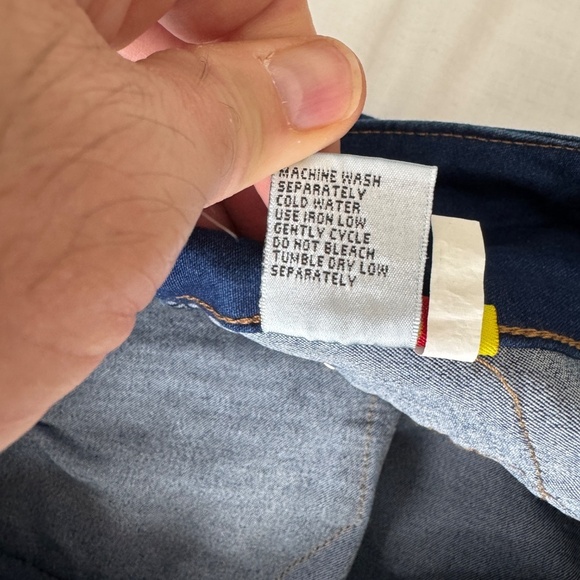 MACHINE WASH
SEPARATELY
COLD WATER
USE IRON LOW
GENTLY CYCLE
DO NOT BLEACH
TUMBLE DRY LOW
SEPARATELY